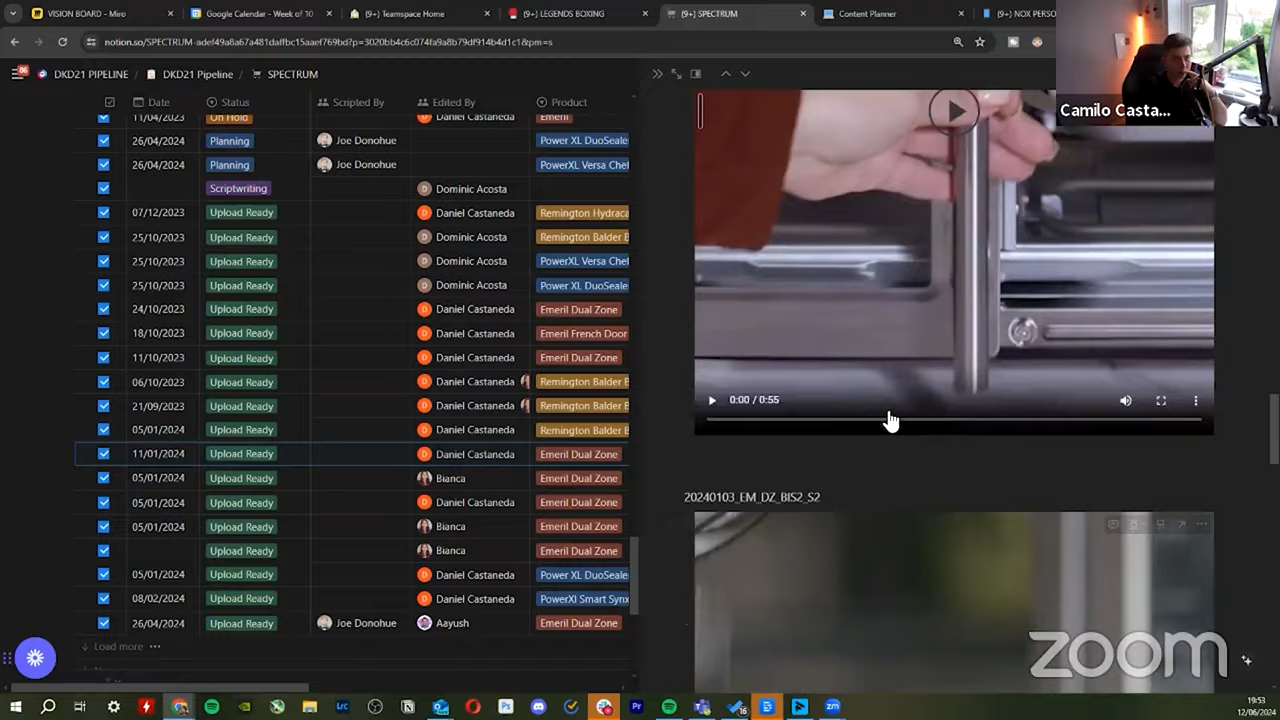 VISION BOARD - Miro
Google Calendar - Week of 10
(9+) Teamspace Home
(9+) LEGENDS BOXING
(9+) SPECTRUM
Content Planner
(9+) NOX PERSO
notion.so/SPECTRUM-adef49a8a67a481daffbc15aaef769bd?p=3020bb4c6c074fa9a8b79df914b4d1c1&pm=s
Camilo Casta...
86
DKD21 PIPELINE / DKD21 Pipeline / SPECTRUM
Date Status Scripted By Edited By Product
11/04/2023 On Hold Daniel Castaneda Emeril
26/04/2023 Planning Joe Donohue Power XL DuoSeale
26/04/2023 Planning Joe Donohue PowerXL Versa Chef
Scriptwriting Dominic Acosta
07/12/2023 Upload Ready Daniel Castaneda Remington Hydraca
25/10/2023 Upload Ready Dominic Acosta Remington Balder B
25/10/2023 Upload Ready Dominic Acosta PowerXL Versa Chef
25/10/2023 Upload Ready Dominic Acosta Power XL DuoSeale
24/10/2023 Upload Ready Daniel Castaneda Emeril Dual Zone
18/10/2023 Upload Ready Daniel Castaneda Emeril French Door
11/10/2023 Upload Ready Daniel Castaneda Emeril Dual Zone
06/10/2023 Upload Ready Daniel Castaneda Remington Balder B
21/09/2023 Upload Ready Daniel Castaneda Remington Balder B
05/01/2024 Upload Ready Daniel Castaneda Remington Balder B
11/01/2024 Upload Ready Daniel Castaneda Emeril Dual Zone
05/01/2024 Upload Ready Bianca Emeril Dual Zone
05/01/2024 Upload Ready Daniel Castaneda Emeril Dual Zone
05/01/2024 Upload Ready Bianca Emeril Dual Zone
Upload Ready Bianca Emeril Dual Zone
05/01/2024 Upload Ready Daniel Castaneda Power XL DuoSeale
08/02/2024 Upload Ready Daniel Castaneda PowerXl Smart Synx
26/04/2024 Upload Ready Joe Donohue Aayush Emeril Dual Zone
Load more
0:00 / 0:55
20240103_EM_DZ_BIS2_S2
zoom
19:53
12/06/2024